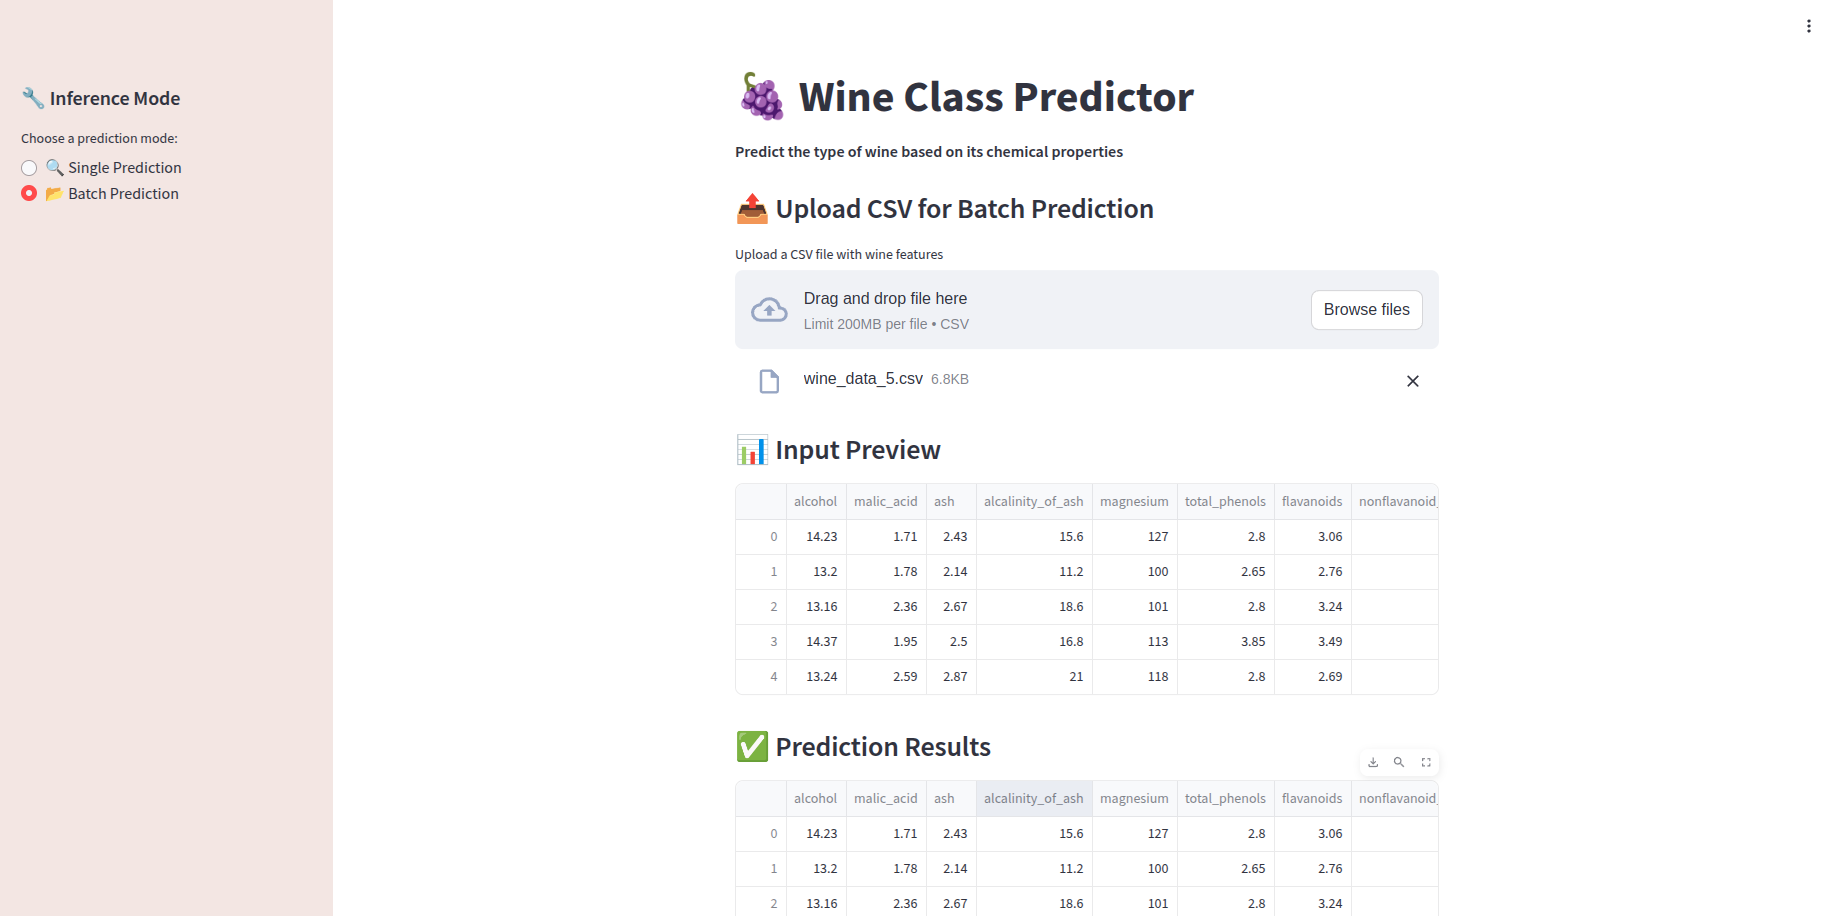 Inference Mode
Choose a prediction mode:
Single Prediction
Batch Prediction
Wine Class Predictor
Predict the type of wine based on its chemical properties
Upload CSV for Batch Prediction
Upload a CSV file with wine features
Drag and drop file here
Limit 200MB per file • CSV
Browse files
wine_data_5.csv 6.8KB
Input Preview
alcohol malic_acid ash alcalinity_of_ash magnesium total_phenols flavanoids nonflavanoid_
0 14.23 1.71 2.43 15.6 127 2.8 3.06
1 13.2 1.78 2.14 11.2 100 2.65 2.76
2 13.16 2.36 2.67 18.6 101 2.8 3.24
3 14.37 1.95 2.5 16.8 113 3.85 3.49
4 13.24 2.59 2.87 21 118 2.8 2.69
Prediction Results
alcohol malic_acid ash alcalinity_of_ash magnesium total_phenols flavanoids nonflavanoid_
0 14.23 1.71 2.43 15.6 127 2.8 3.06
1 13.2 1.78 2.14 11.2 100 2.65 2.76
2 13.16 2.36 2.67 18.6 101 2.8 3.24